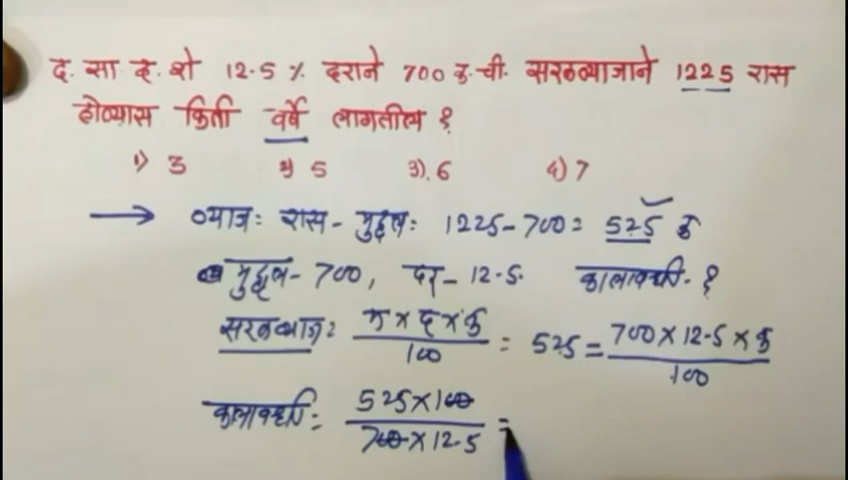 द. सा द. शे 12.5 % दराने 700 रु. ची. सरळव्याजाने 1225 रास
होण्यास किती वर्षे लागतील ?
1) 3 2) 5 3). 6 4) 7
→ व्याज: रास - मुद्दल: 1225-700= 525 रु
मुद्दल- 700, दर- 12.5. कालावधी- ?
सरळव्याज: म×द×क/100 = 525 = 700×12.5×क/100
कालावधी: 525×100/700×12.5 =